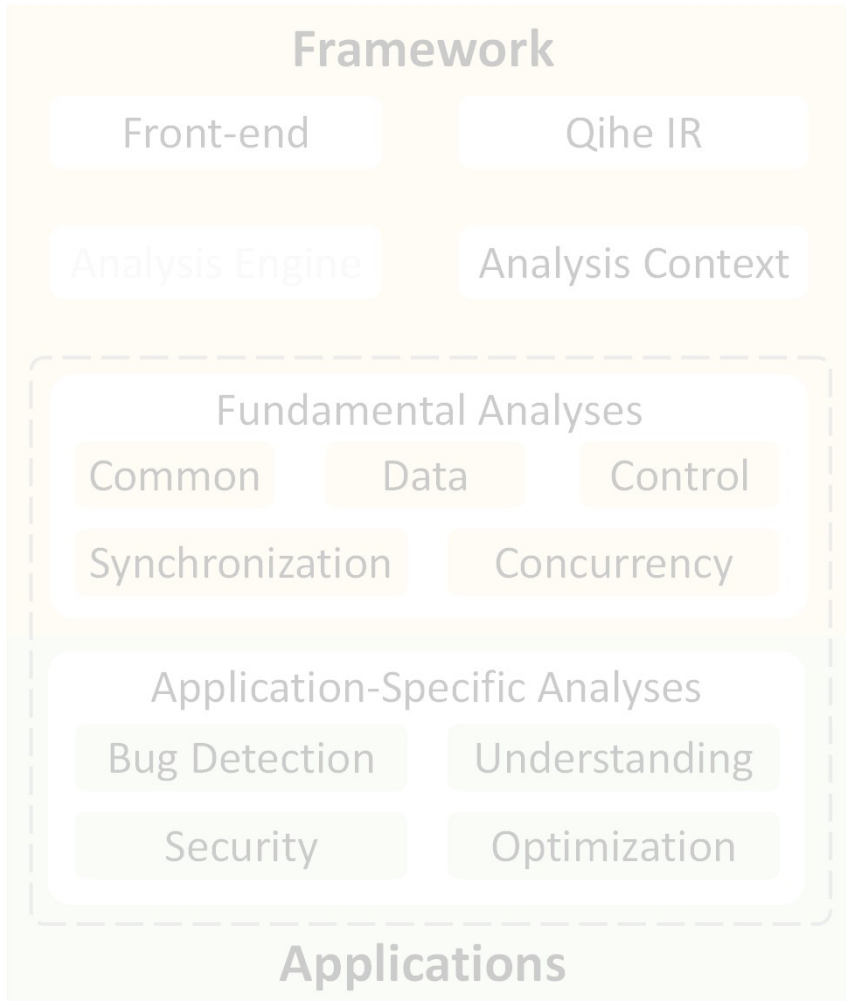 Framework
Front-end
Qihe IR
Analysis Engine
Analysis Context
Fundamental Analyses
Common
Data
Control
Synchronization
Concurrency
Application-Specific Analyses
Bug Detection
Understanding
Security
Optimization
Applications